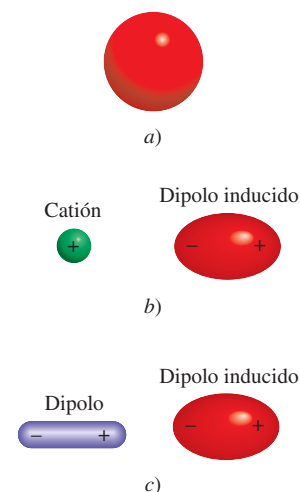 a)
Dipolo inducido
Catión
+
− +
b)
Dipolo inducido
Dipolo
− +
− +
c)